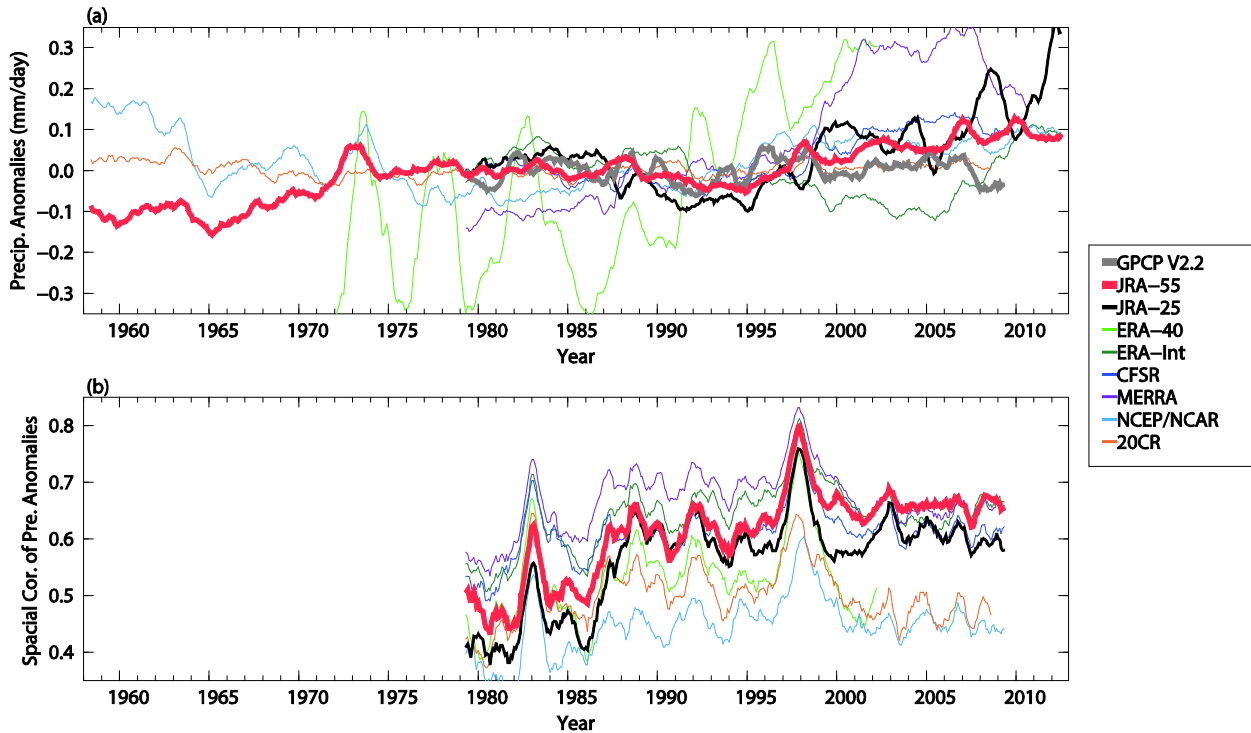 (a)
Precip. Anomalies (mm/day)
0.3
0.2
0.1
0.0
−0.1
−0.2
−0.3
1960 1965 1970 1975 1980 1985 1990 1995 2000 2005 2010
Year
GPCP V2.2
JRA−55
JRA−25
ERA−40
ERA−Int
CFSR
MERRA
NCEP/NCAR
20CR
(b)
Spacial Cor. of Pre. Anomalies
0.8
0.7
0.6
0.5
0.4
1960 1965 1970 1975 1980 1985 1990 1995 2000 2005 2010
Year